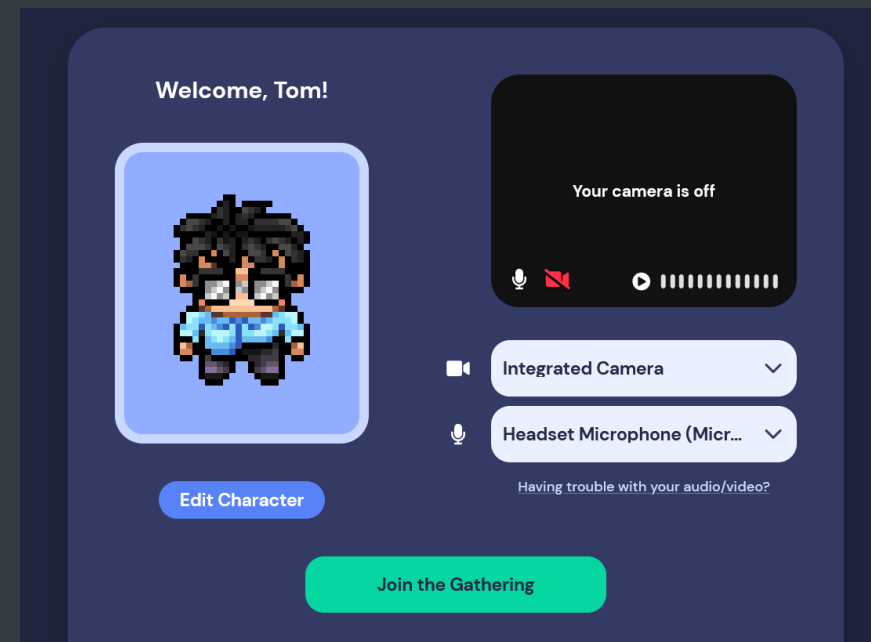 Welcome, Tom!
Your camera is off
Integrated Camera
Headset Microphone (Micr...
Having trouble with your audio/video?
Edit Character
Join the Gathering